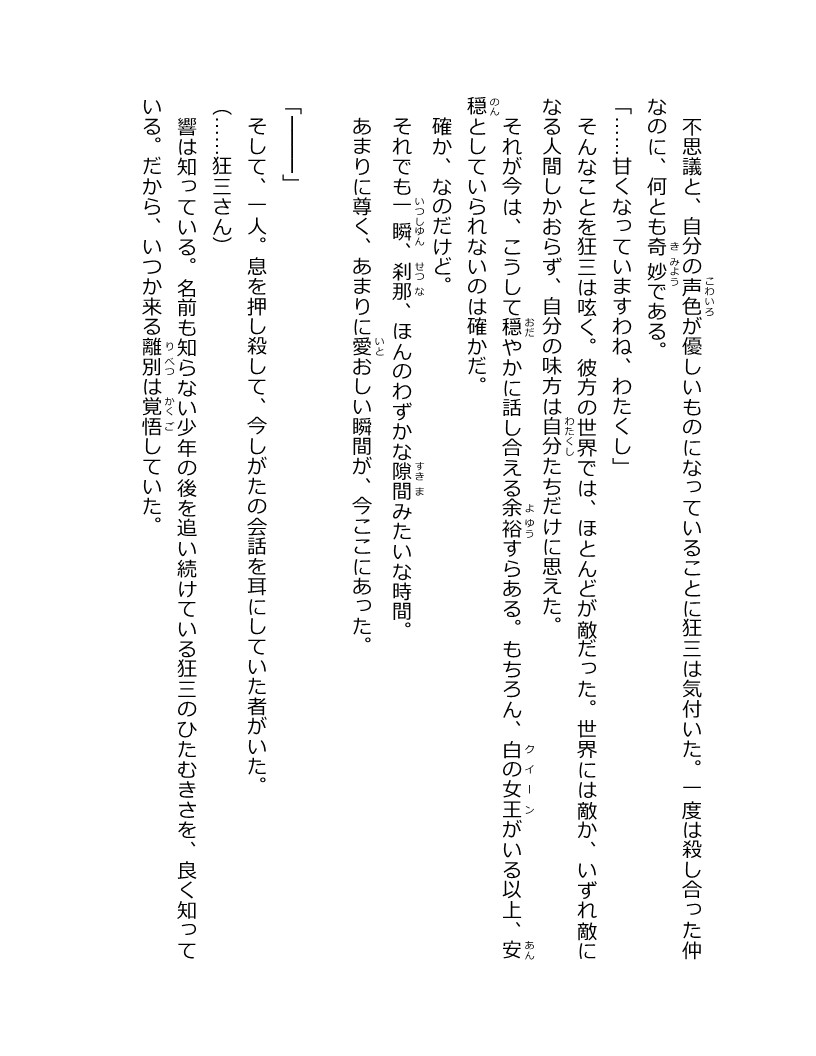 不思議と、自分の声色が優しいものになっていることに狂三は気付いた。一度は殺し合った仲
なのに、何とも奇妙である。
「……甘くなっていますわね、わたくし」
そんなことを狂三は呟く。彼方の世界では、ほとんどが敵だった。世界には敵か、いずれ敵に
なる人間しかおらず、自分の味方は自分たちだけに思えた。
それが今は、こうして穏やかに話し合える余裕すらある。もちろん、白の女王がいる以上、安
穏としていられないのは確かだ。
確か、なのだけど。
それでも一瞬、刹那、ほんのわずかな隙間みたいな時間。
あまりに尊く、あまりに愛おしい瞬間が、今ここにあった。
「――」
そして、一人。息を押し殺して、今しがたの会話を耳にしていた者がいた。
(……狂三さん)
響は知っている。名前も知らない少年の後を追い続けている狂三のひたむきさを、良く知って
いる。だから、いつか来る離別は覚悟していた。